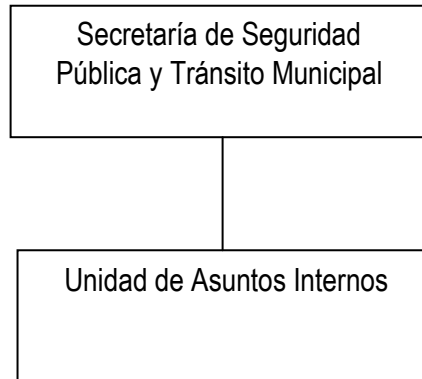 Secretaría de Seguridad
Pública y Tránsito Municipal
Unidad de Asuntos Internos